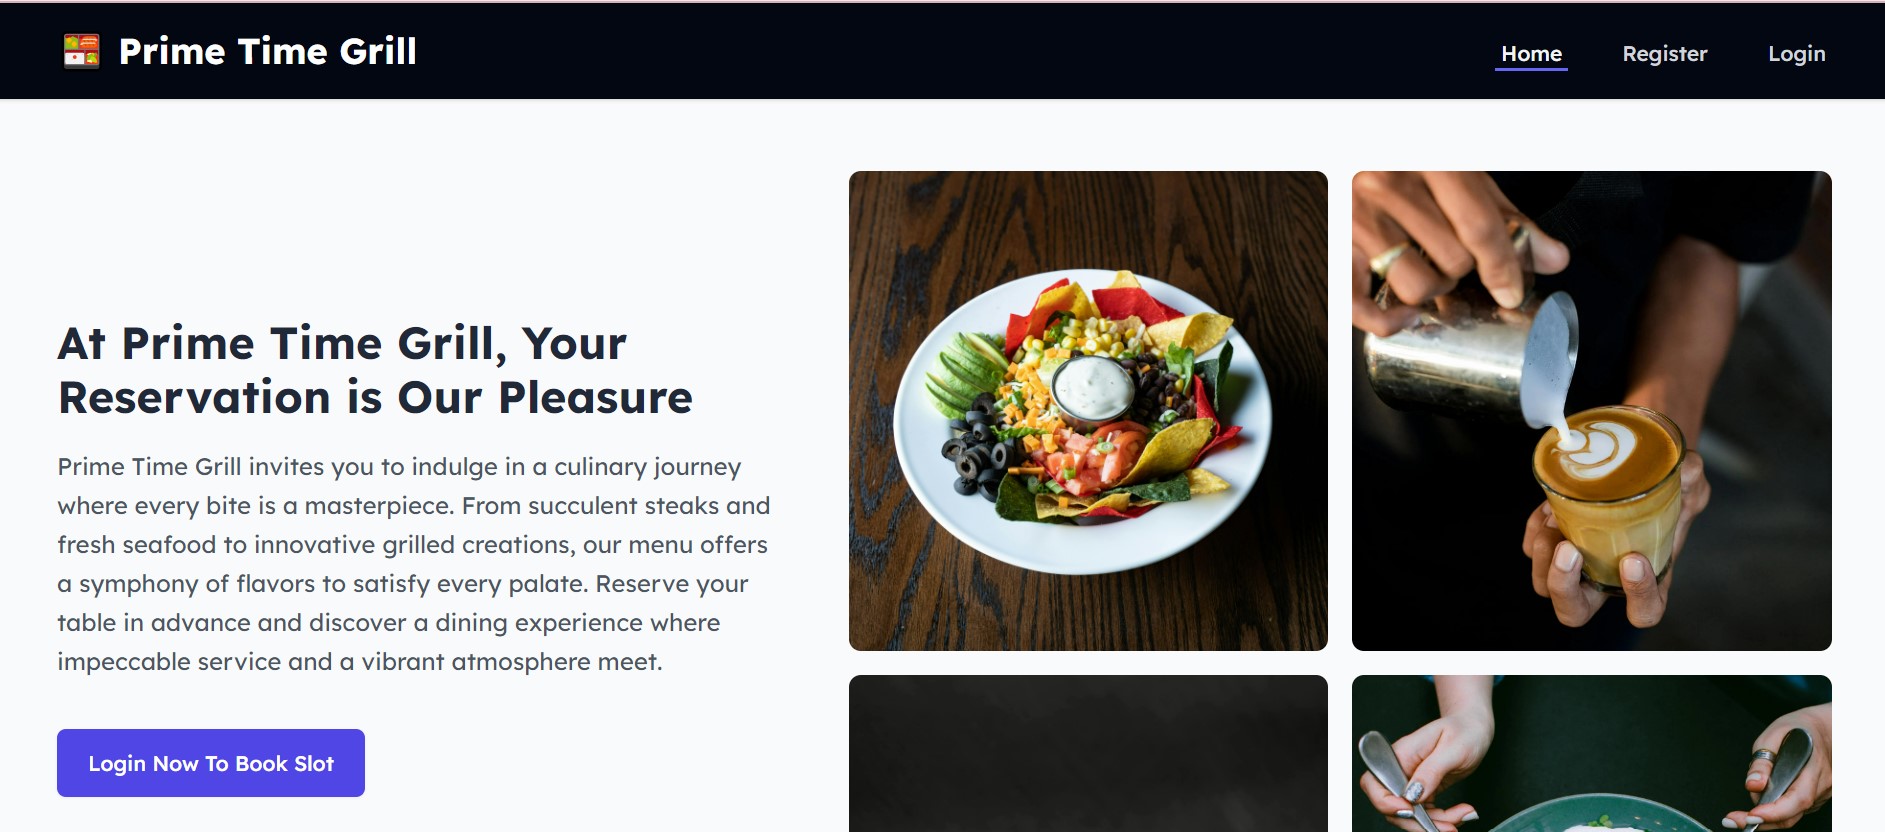 Prime Time Grill
Home
Register
Login
At Prime Time Grill, Your
Reservation is Our Pleasure
Prime Time Grill invites you to indulge in a culinary journey
where every bite is a masterpiece. From succulent steaks and
fresh seafood to innovative grilled creations, our menu offers
a symphony of flavors to satisfy every palate. Reserve your
table in advance and discover a dining experience where
impeccable service and a vibrant atmosphere meet.
Login Now To Book Slot